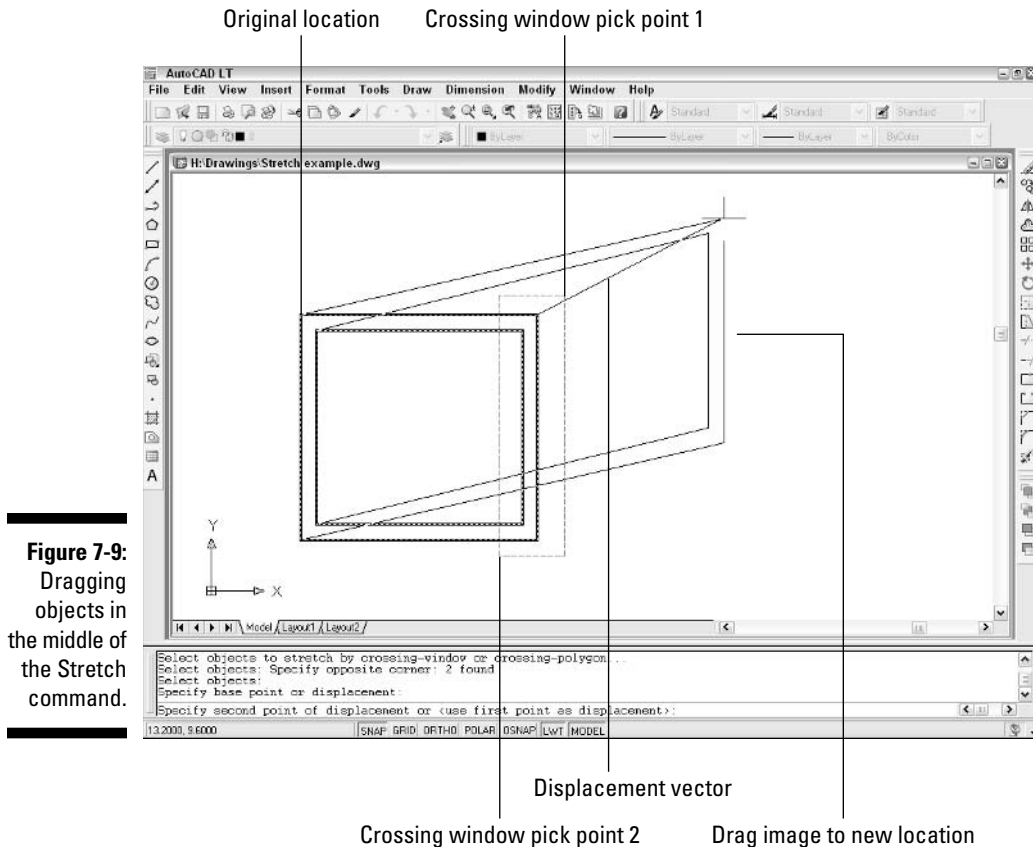 Original location
Crossing window pick point 1
AutoCAD LT
File Edit View Insert Format Tools Draw Dimension Modify Window Help
Standard Standard Standard
ByLayer ByLayer ByLayer ByColor
H:\Drawings\Stretch example.dwg
A
Y
X
Model Layout1 Layout2
Figure 7-9:
Dragging
objects in
the middle of
the Stretch
command.
Select objects to stretch by crossing-window or crossing-polygon...
Select objects: Specify opposite corner: 2 found
Select objects:
Specify base point or displacement:
Specify second point of displacement or <use first point as displacement>:
13.2000, 9.6000
SNAP GRID ORTHO POLAR OSNAP LWT MODEL
Displacement vector
Crossing window pick point 2
Drag image to new location